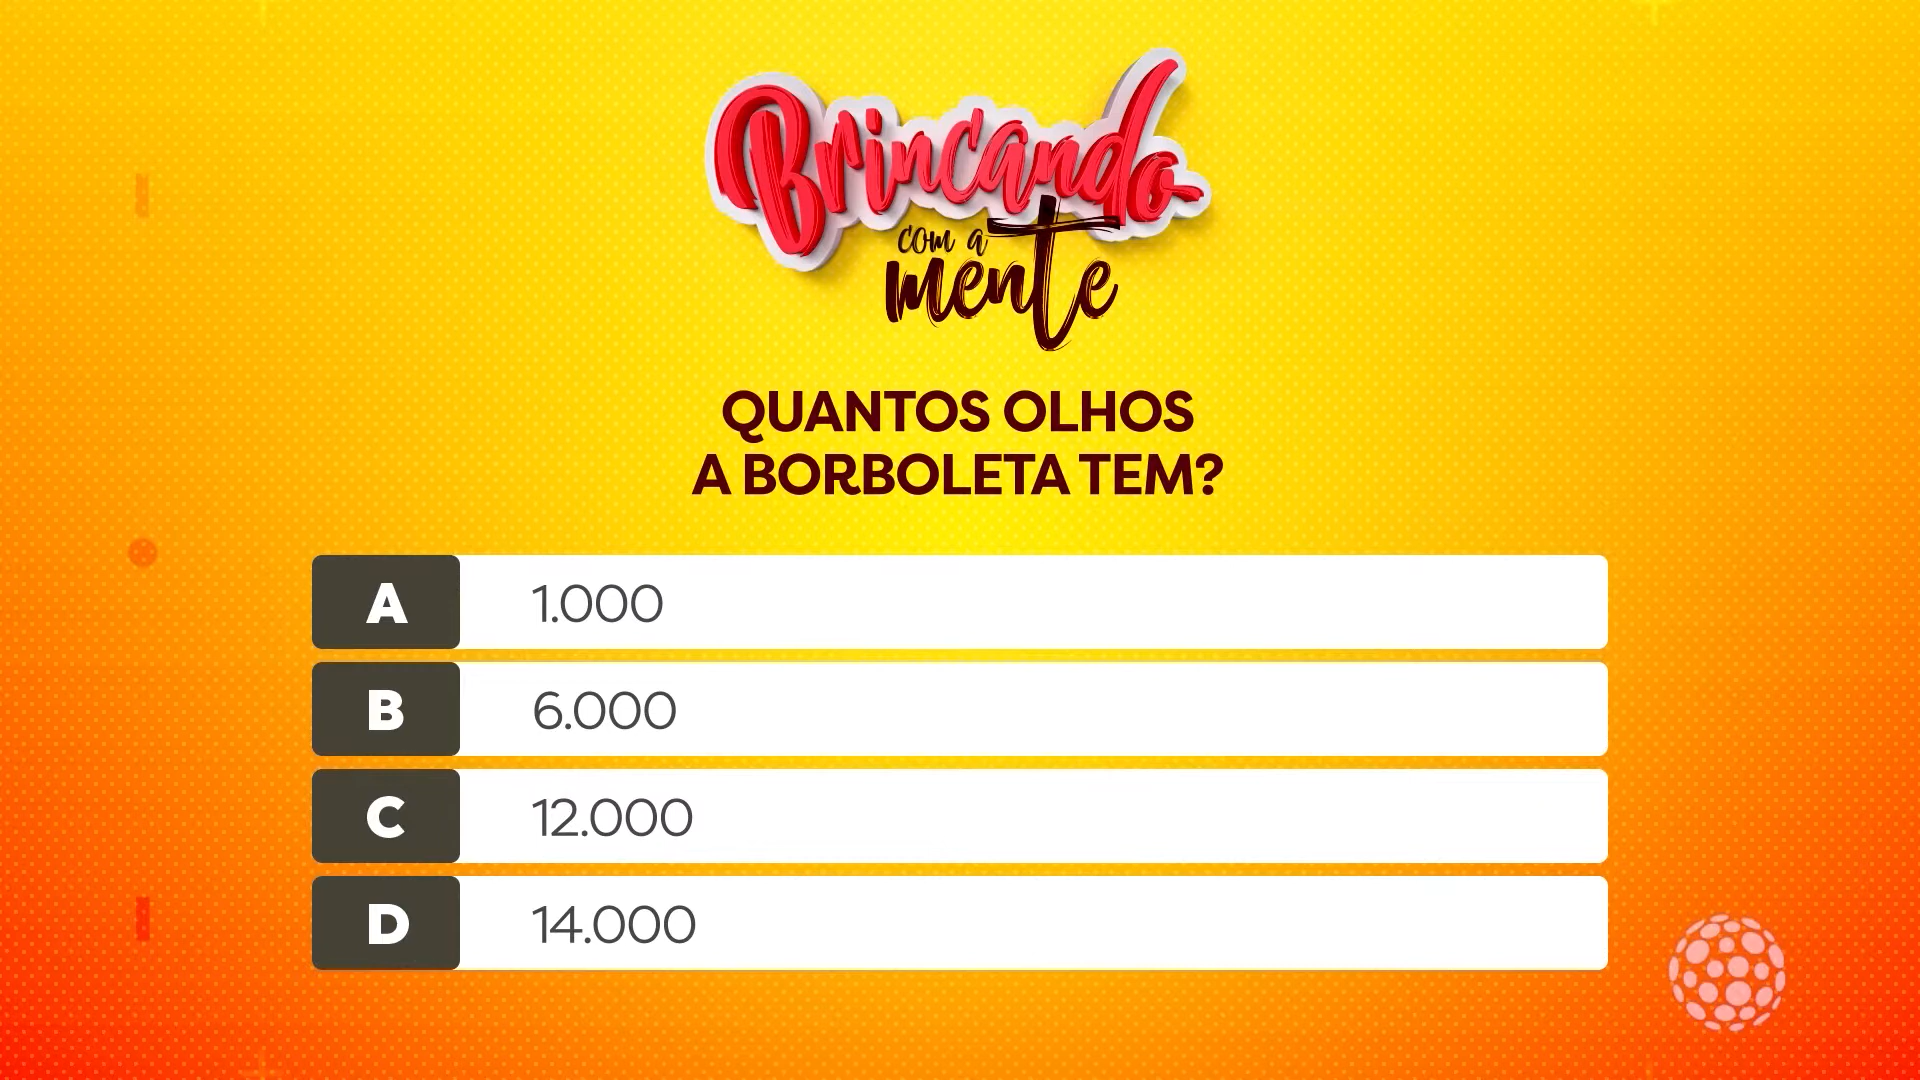 Brincando
com a
mente
QUANTOS OLHOS
A BORBOLETA TEM?
A 1.000
B 6.000
C 12.000
D 14.000